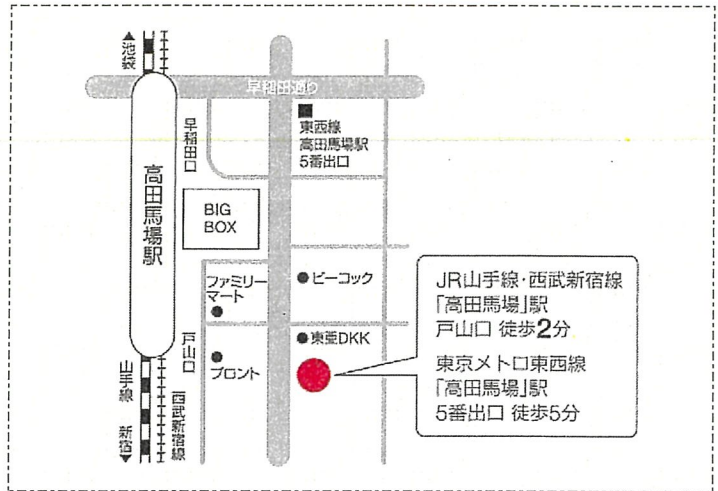 ▲池袋
早稲田通り
東西線
高田馬場駅
5番出口
早稲田口
高田馬場駅
BIG
BOX
ファミリー
マート
ピーコック
戸山口
東亜DKK
プロント
山手線
西武新宿線
新宿▼
JR山手線・西武新宿線
「高田馬場」駅
戸山口 徒歩2分
東京メトロ東西線
「高田馬場」駅
5番出口 徒歩5分